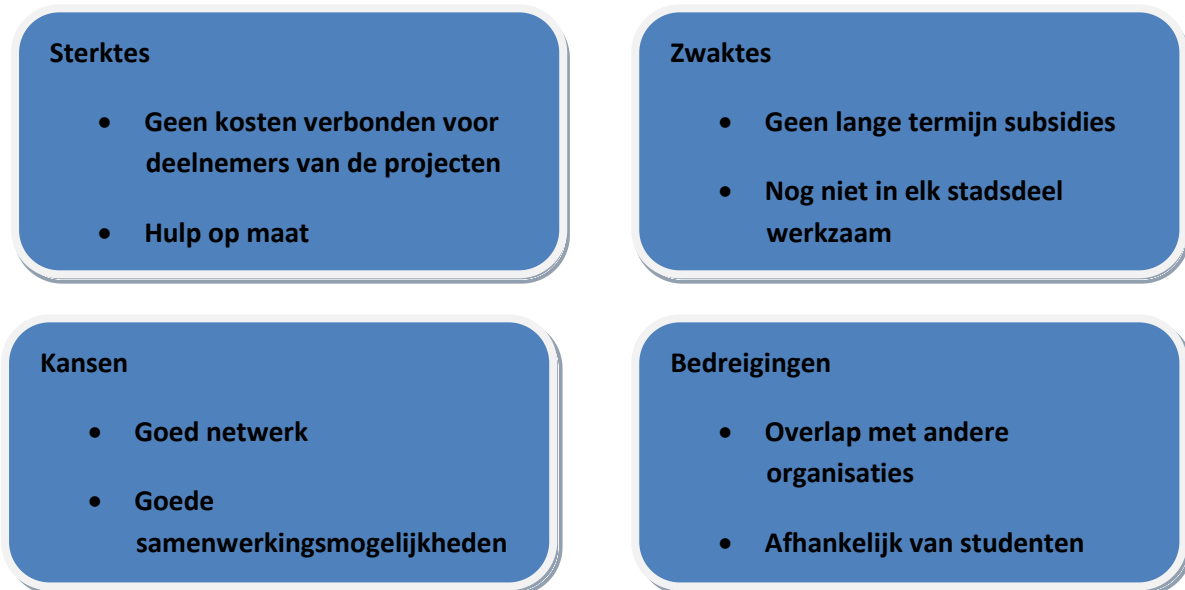 Sterktes
• Geen kosten verbonden voor
deelnemers van de projecten
• Hulp op maat
Zwaktes
• Geen lange termijn subsidies
• Nog niet in elk stadsdeel
werkzaam
Kansen
• Goed netwerk
• Goede
samenwerkingsmogelijkheden
Bedreigingen
• Overlap met andere
organisaties
• Afhankelijk van studenten